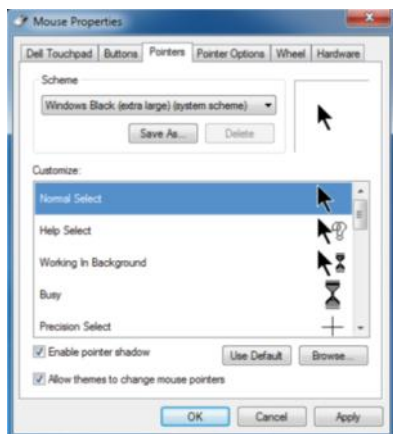 Mouse Properties
Dell Touchpad Buttons Pointers Pointer Options Wheel Hardware
Scheme
Windows Black (extra large) (system scheme)
Save As... Delete
Customize:
Normal Select
Help Select
Working In Background
Busy
Precision Select
Enable pointer shadow Use Default Browse...
Allow themes to change mouse pointers
OK Cancel Apply